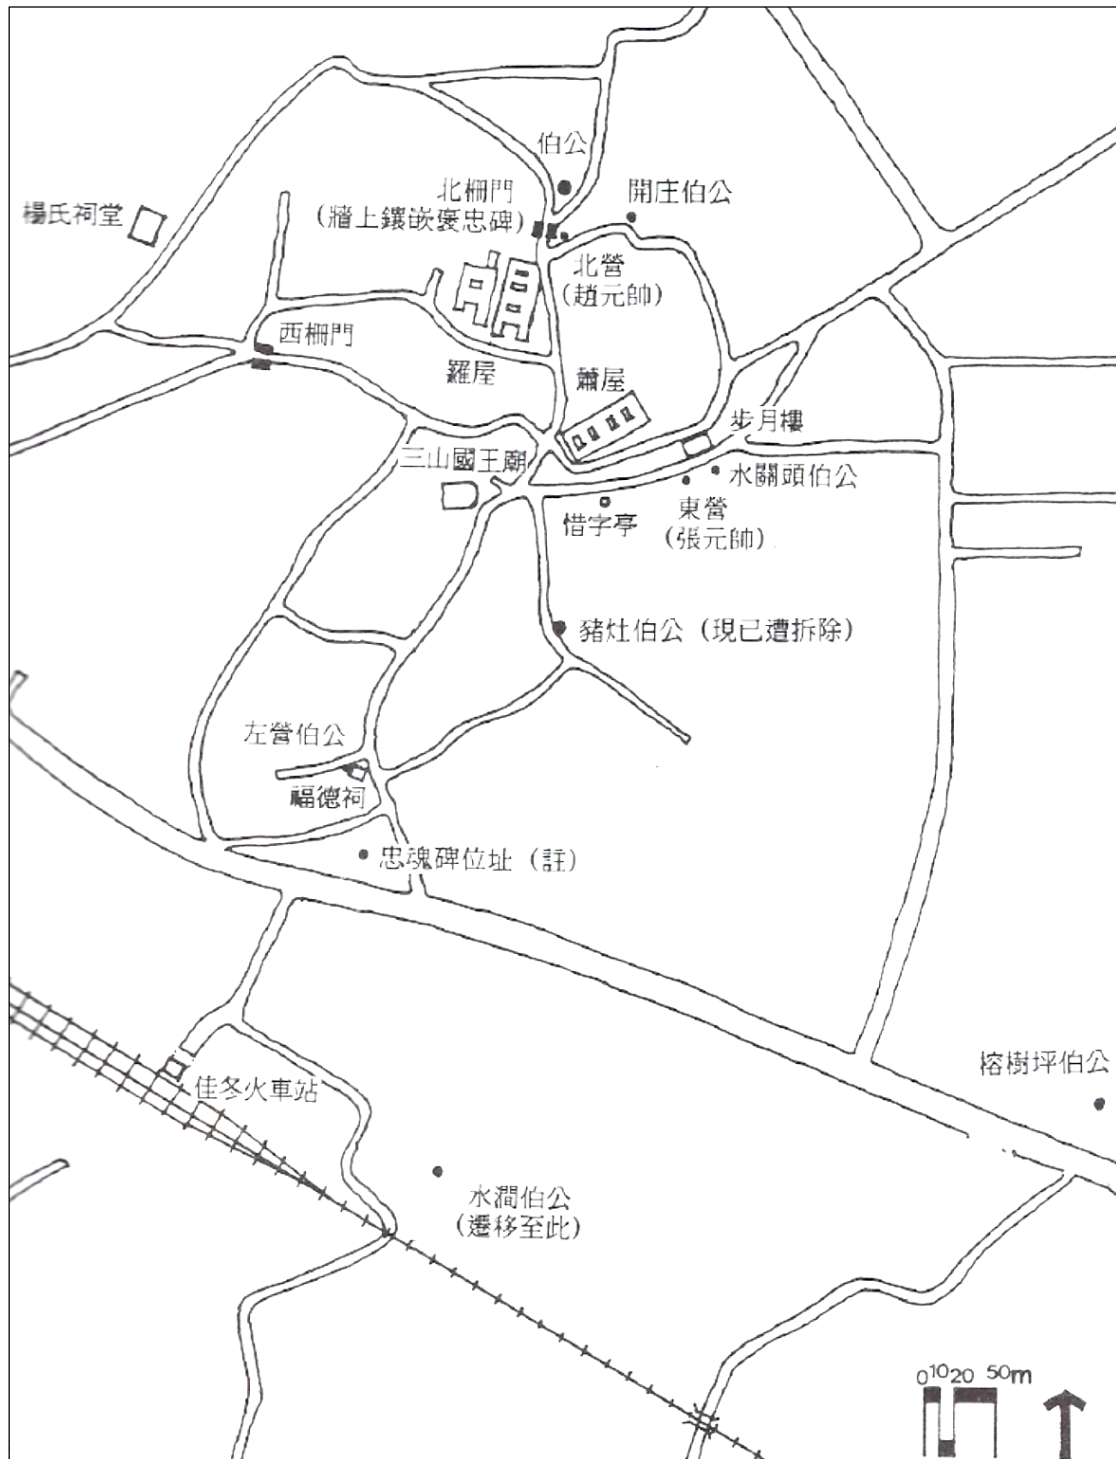 伯公
北柵門
(牆上鑲嵌褒忠碑)
開庄伯公
楊氏祠堂
北營
(趙元帥)
西柵門
羅屋
蕭屋
步月樓
三山國王廟
水關頭伯公
惜字亭
東營
(張元帥)
豬灶伯公 (現已遭拆除)
左營伯公
福德祠
忠魂碑位址 (註)
榕樹坪伯公
佳冬火車站
水澗伯公
(遷移至此)
0 10 20 50m